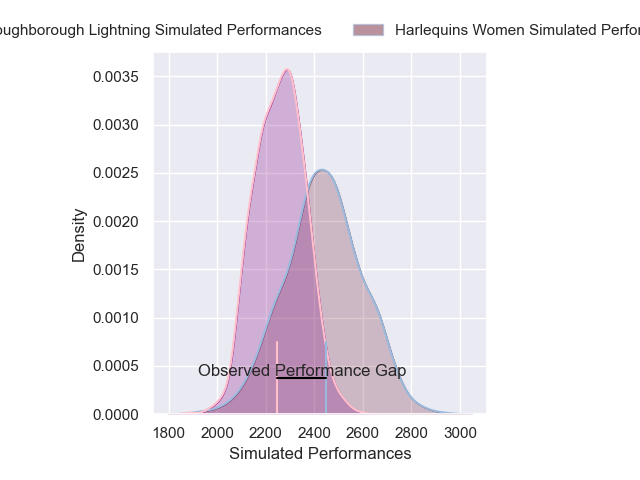 oughborough Lightning Simulated Performances
Harlequins Women Simulated Perfor
0.0035
0.0030
0.0025
0.0020
0.0015
0.0010
0.0005
0.0000
Density
Observed Performance Gap
1800 2000 2200 2400 2600 2800 3000
Simulated Performances